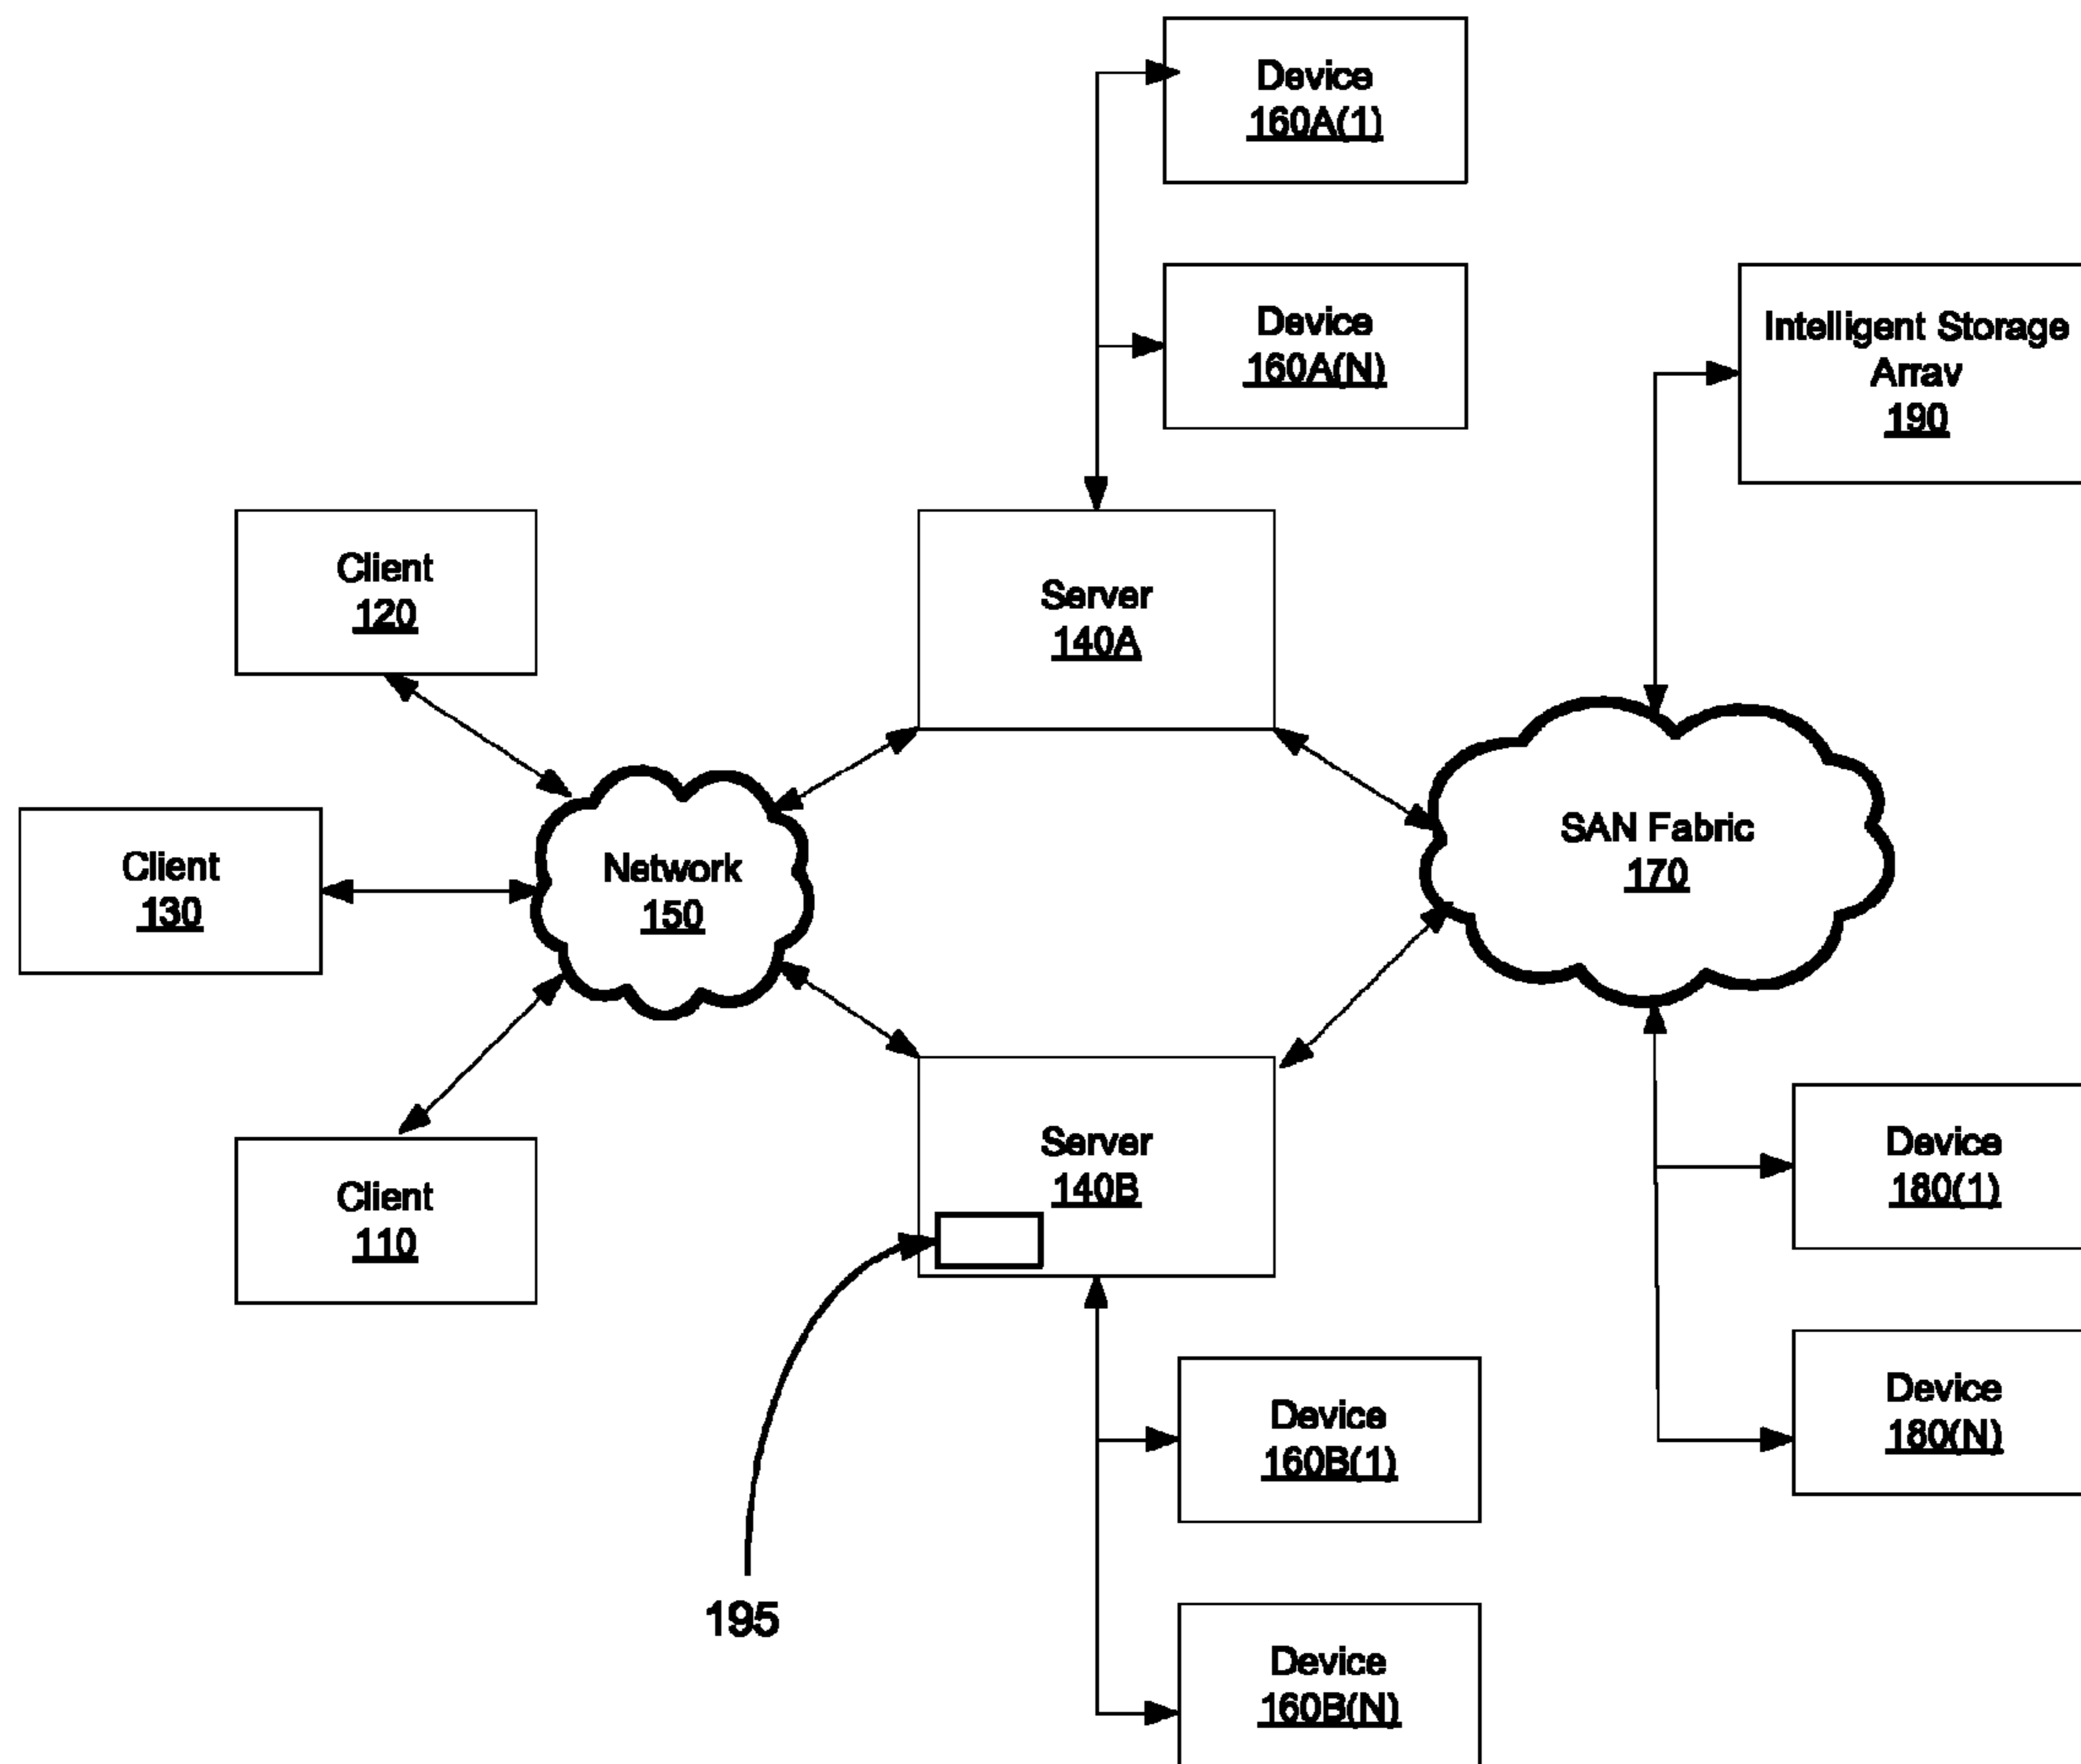 Device
160A(1)
Device
160A(N)
Intelligent Storage
Array
190
Client
120
Server
140A
SAN Fabric
170
Client
130
Network
150
Client
110
Server
140B
Device
180(1)
Device
180(N)
Device
160B(1)
195
Device
160B(N)